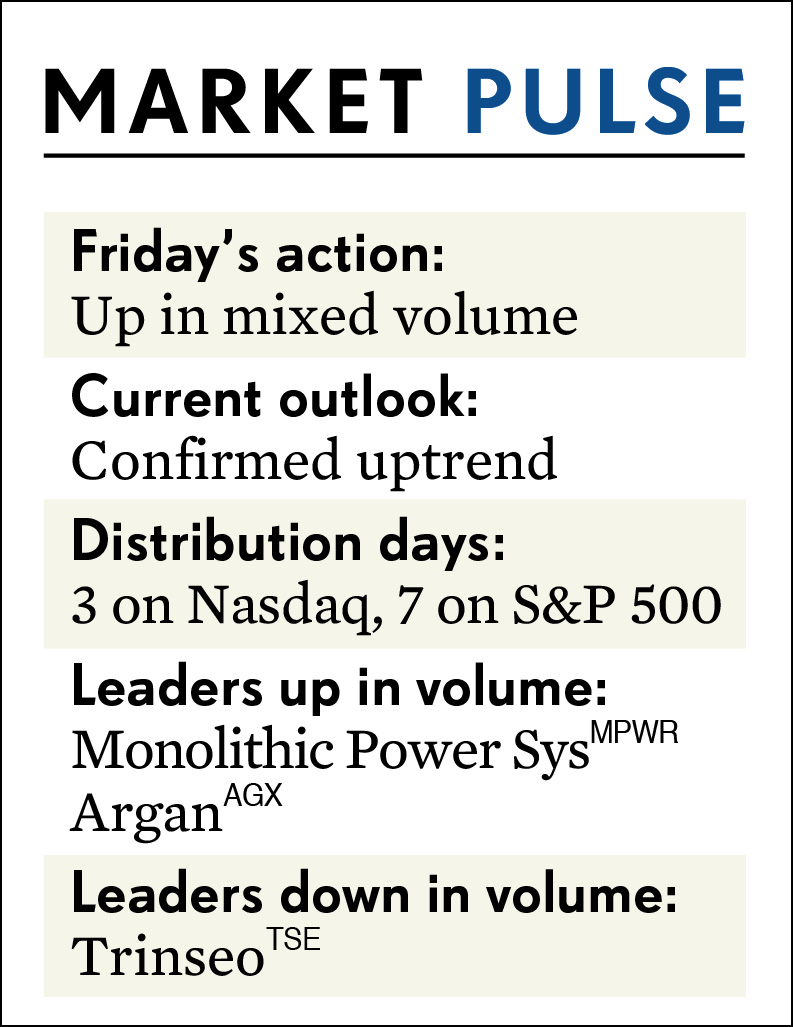 MARKET PULSE
Friday’s action:
Up in mixed volume
Current outlook:
Confirmed uptrend
Distribution days:
3 on Nasdaq, 7 on S&P 500
Leaders up in volume:
Monolithic Power Sys MPWR
Argan AGX
Leaders down in volume:
Trinseo TSE